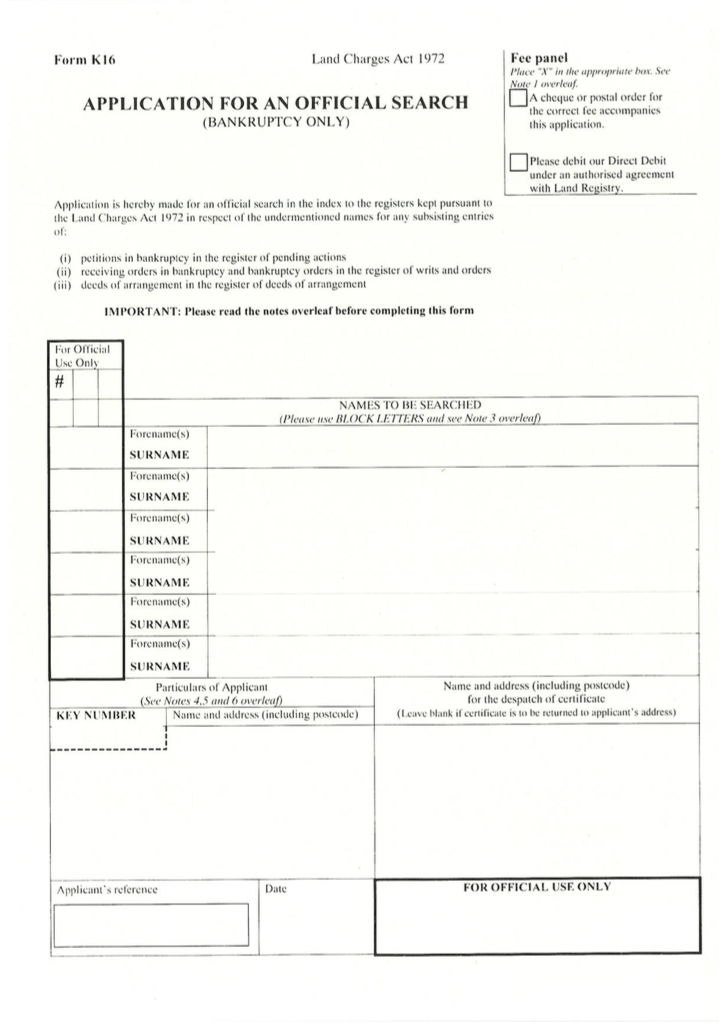 Form K16
Land Charges Act 1972
Fee panel
Place "X" in the appropriate box. See
Note 1 overleaf.
A cheque or postal order for
the correct fee accompanies
this application.
Please debit our Direct Debit
under an authorised agreement
with Land Registry.
APPLICATION FOR AN OFFICIAL SEARCH
(BANKRUPTCY ONLY)
Application is hereby made for an official search in the index to the registers kept pursuant to
the Land Charges Act 1972 in respect of the undermentioned names for any subsisting entries
of:
(i) petitions in bankruptcy in the register of pending actions
(ii) receiving orders in bankruptcy and bankruptcy orders in the register of writs and orders
(iii) deeds of arrangement in the register of deeds of arrangement
IMPORTANT: Please read the notes overleaf before completing this form
For Official
Use Only
#
NAMES TO BE SEARCHED
(Please use BLOCK LETTERS and see Note 3 overleaf)
Forename(s)
SURNAME
Forename(s)
SURNAME
Forename(s)
SURNAME
Forename(s)
SURNAME
Forename(s)
SURNAME
Forename(s)
SURNAME
Particulars of Applicant
(See Notes 4,5 and 6 overleaf)
KEY NUMBER
Name and address (including postcode)
Name and address (including postcode)
for the despatch of certificate
(Leave blank if certificate is to be returned to applicant's address)
Applicant's reference
Date
FOR OFFICIAL USE ONLY